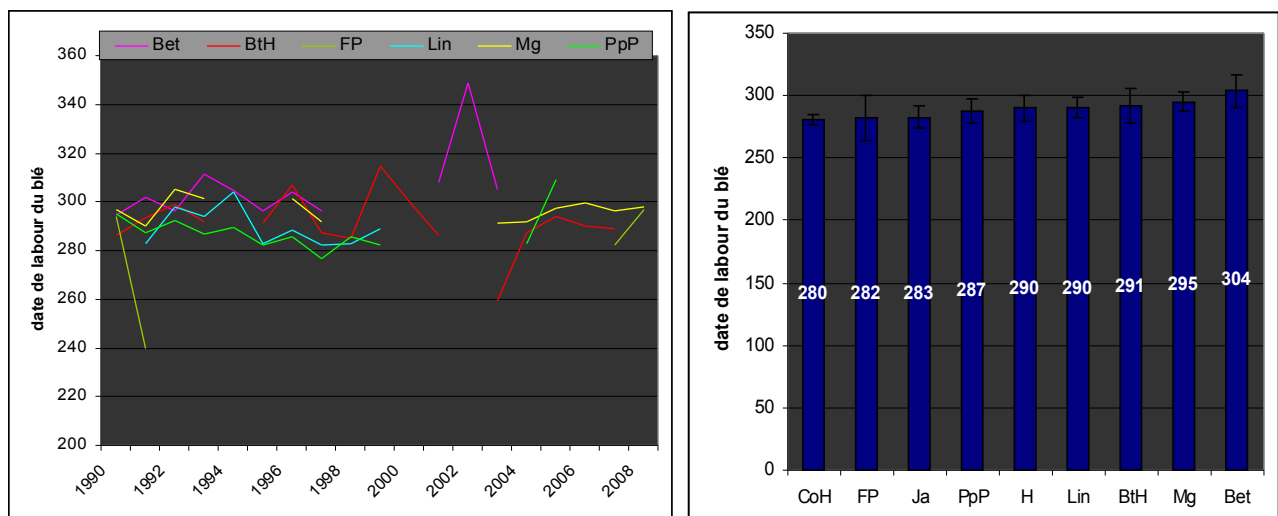 Bet BtH FP Lin Mg PpP
date de labour du blé
360
340
320
300
280
260
240
220
200
1990 1992 1994 1996 1998 2000 2002 2004 2006 2008
date de labour du blé
350
300
250
200
150
100
50
0
280 282 283 287 290 290 291 295 304
CoH FP Ja PpP H Lin BtH Mg Bet